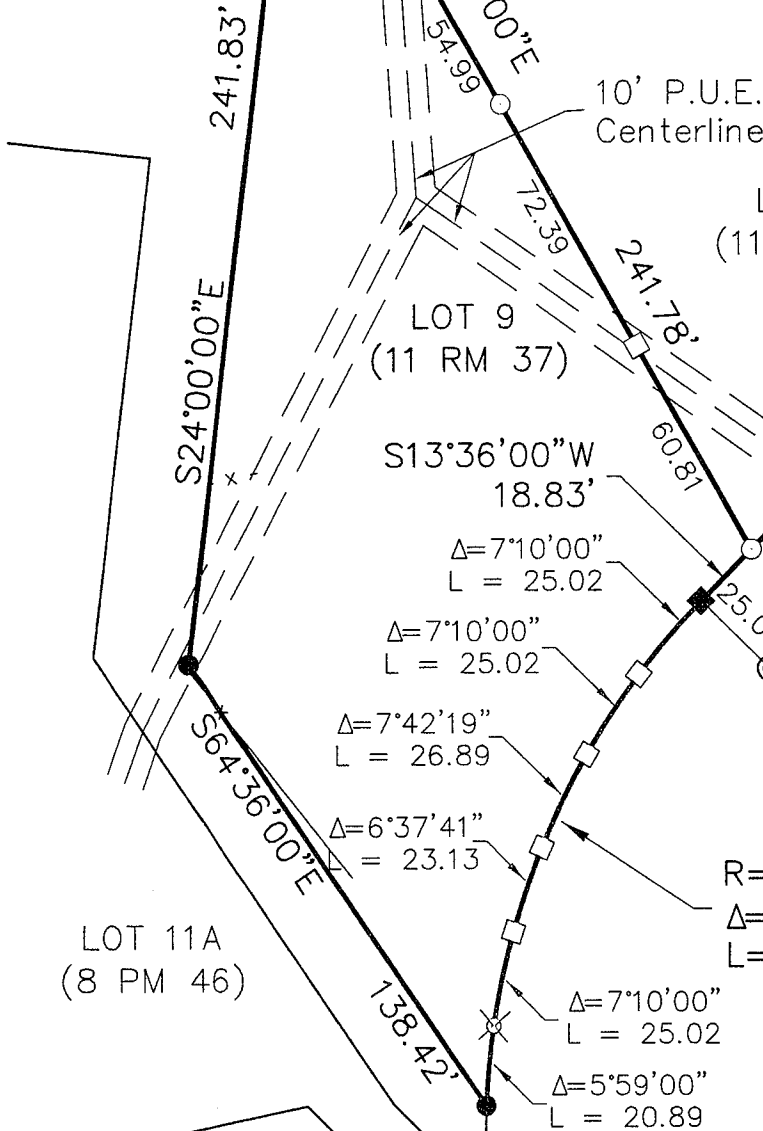 241.83'
54.99
00"E
10' P.U.E.
Centerline
72.39
L
(11
241.78'
LOT 9
(11 RM 37)
S24°00'00"E
60.81
S13°36'00"W
18.83'
Δ=7°10'00"
L = 25.02
25.0
Δ=7°10'00"
L = 25.02
Δ=7°42'19"
L = 26.89
S64°36'00"E
Δ=6°37'41"
L = 23.13
R=
Δ=
L=
LOT 11A
(8 PM 46)
138.42'
Δ=7°10'00"
L = 25.02
Δ=5°59'00"
L = 20.89